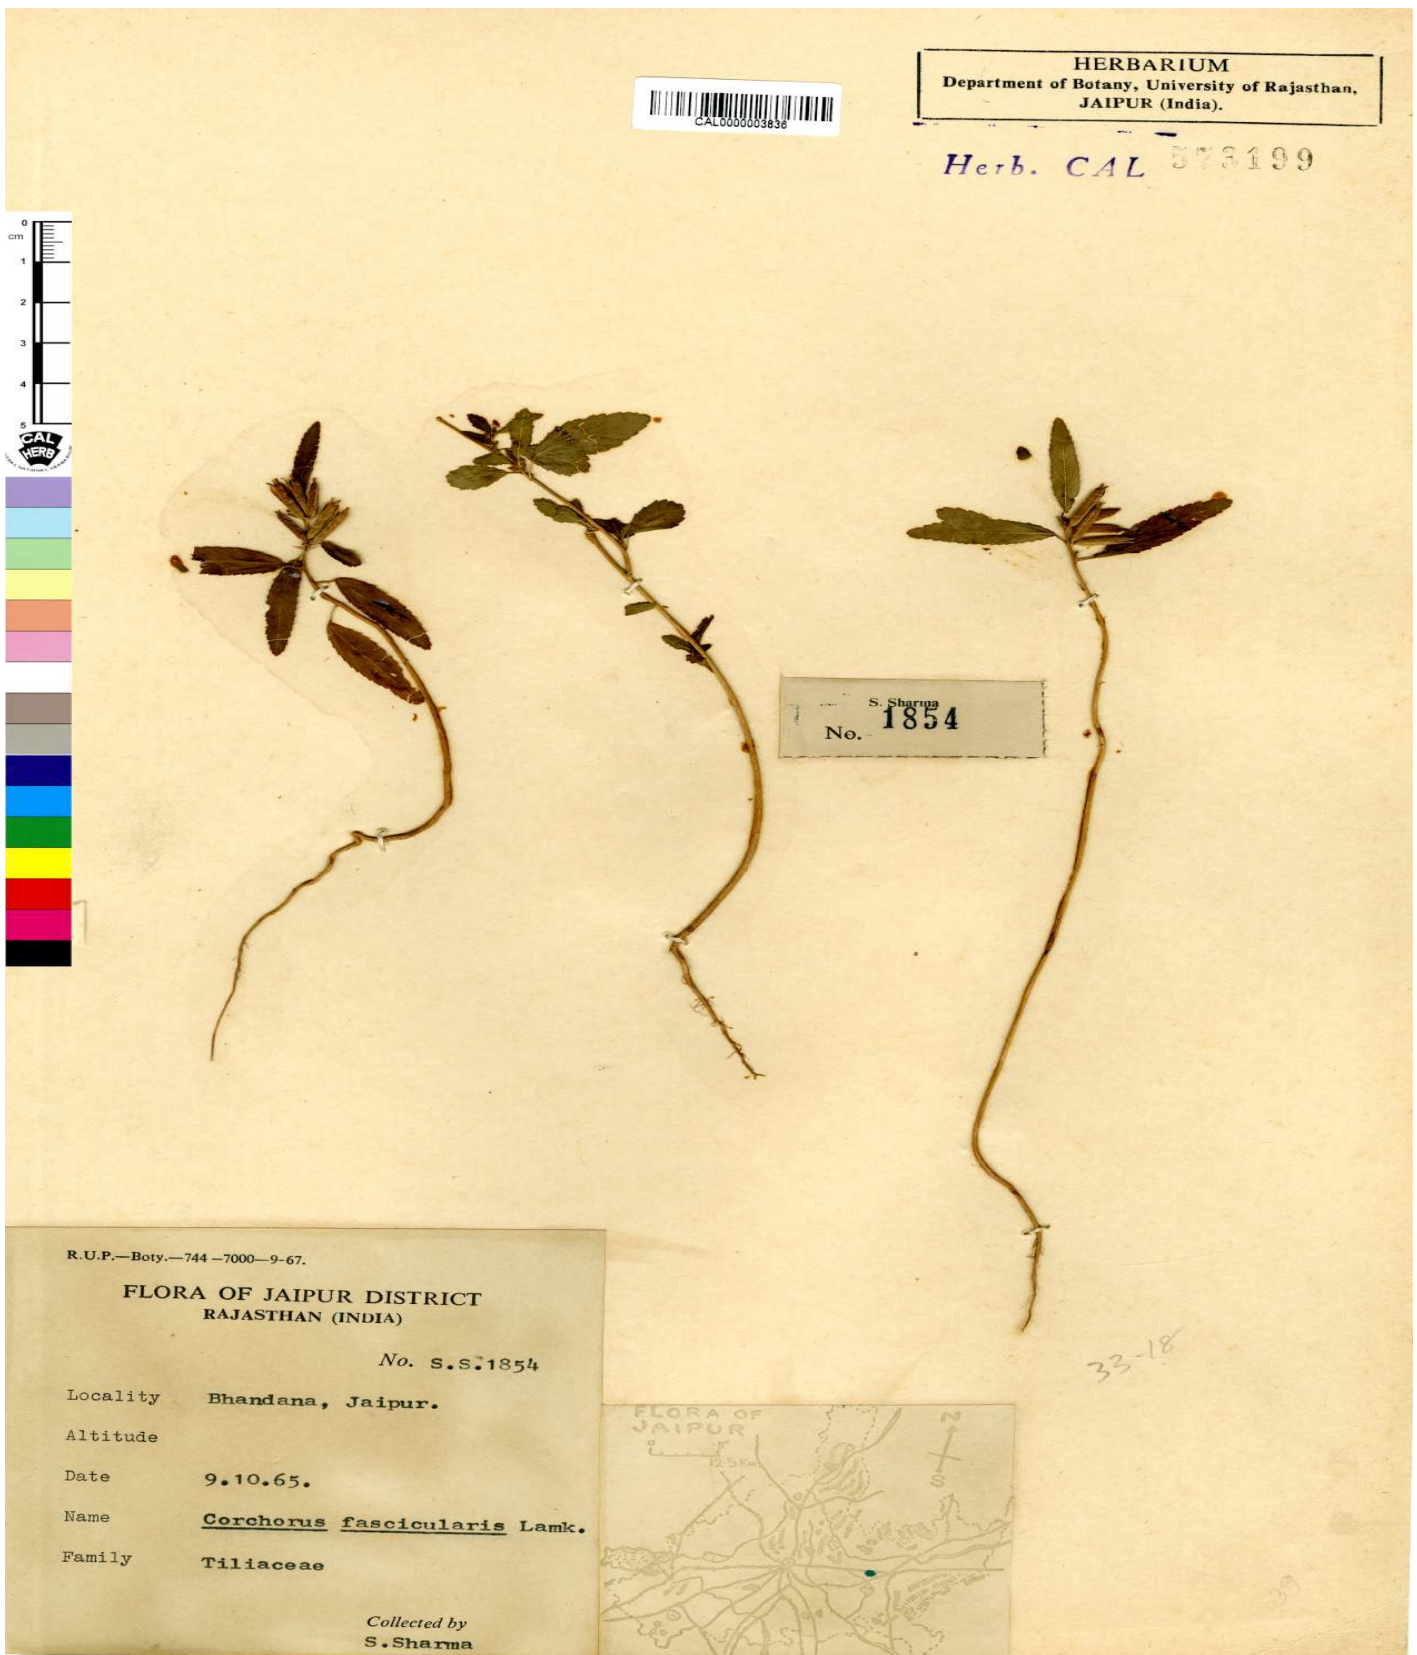 HERBARIUM
Department of Botany, University of Rajasthan,
JAIPUR (India).
CAL0000003836
Herb. CAL 573199
0
cm
1
2
3
4
5
CAL
HERB
S. Sharma
No. 1854
33-18
R.U.P.—Boty.—744—7000—9-67.
FLORA OF JAIPUR DISTRICT
RAJASTHAN (INDIA)
No. S.S.1854
Locality Bhandana, Jaipur.
Altitude
Date 9.10.65.
Name Corchorus fascicularis Lamk.
Family Tiliaceae
Collected by
S.Sharma
FLORA OF
JAIPUR
N
S